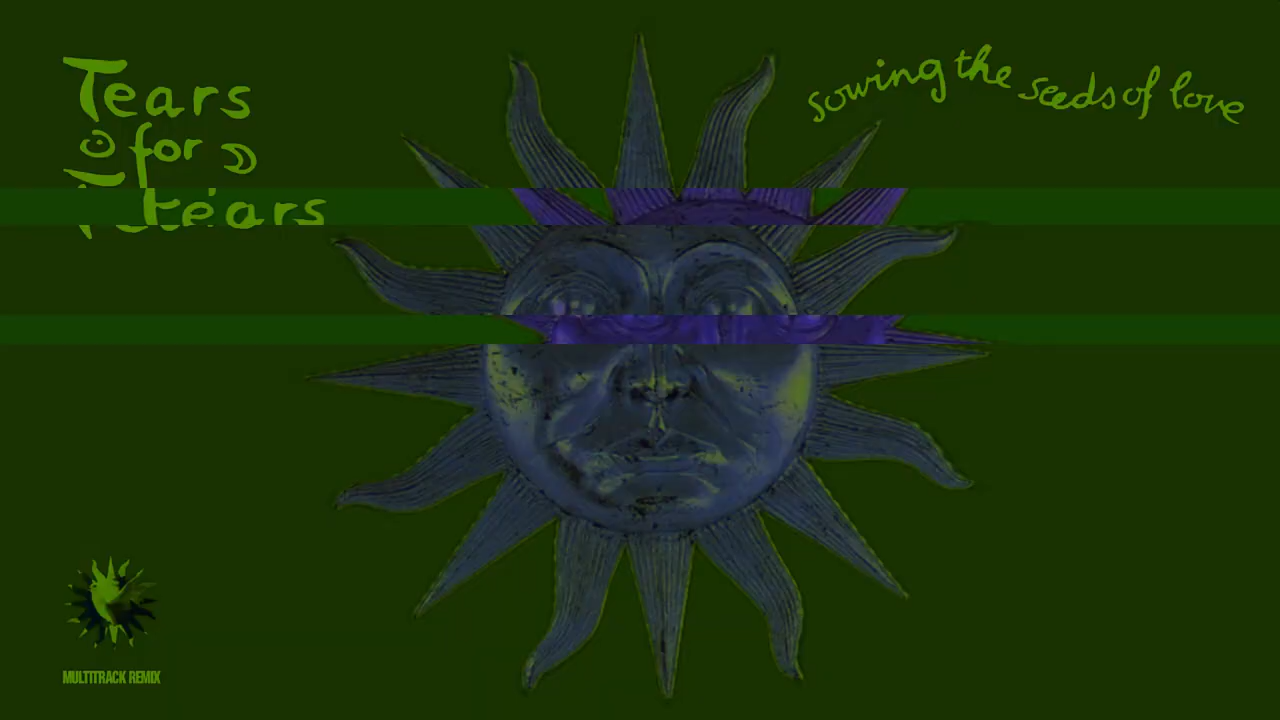 Tears
for
tears
sowing the seeds of love
MULTITRACK REMIX